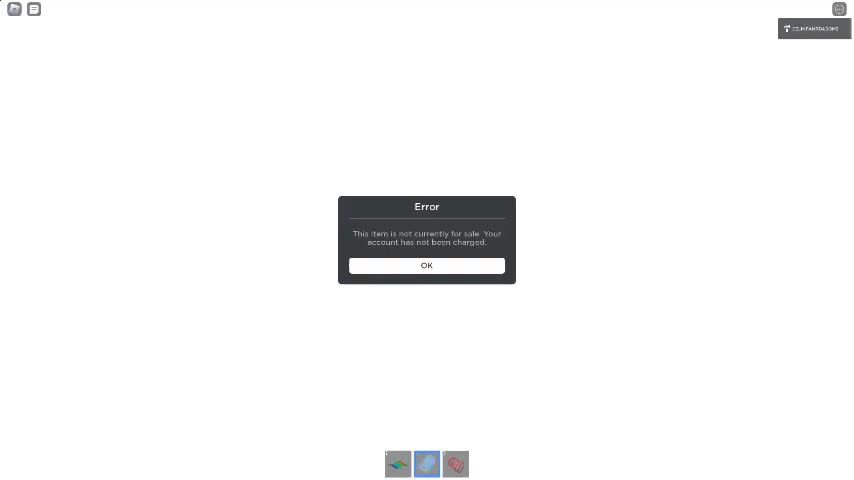 Error
This item is not currently for sale. Your
account has not been charged.
OK